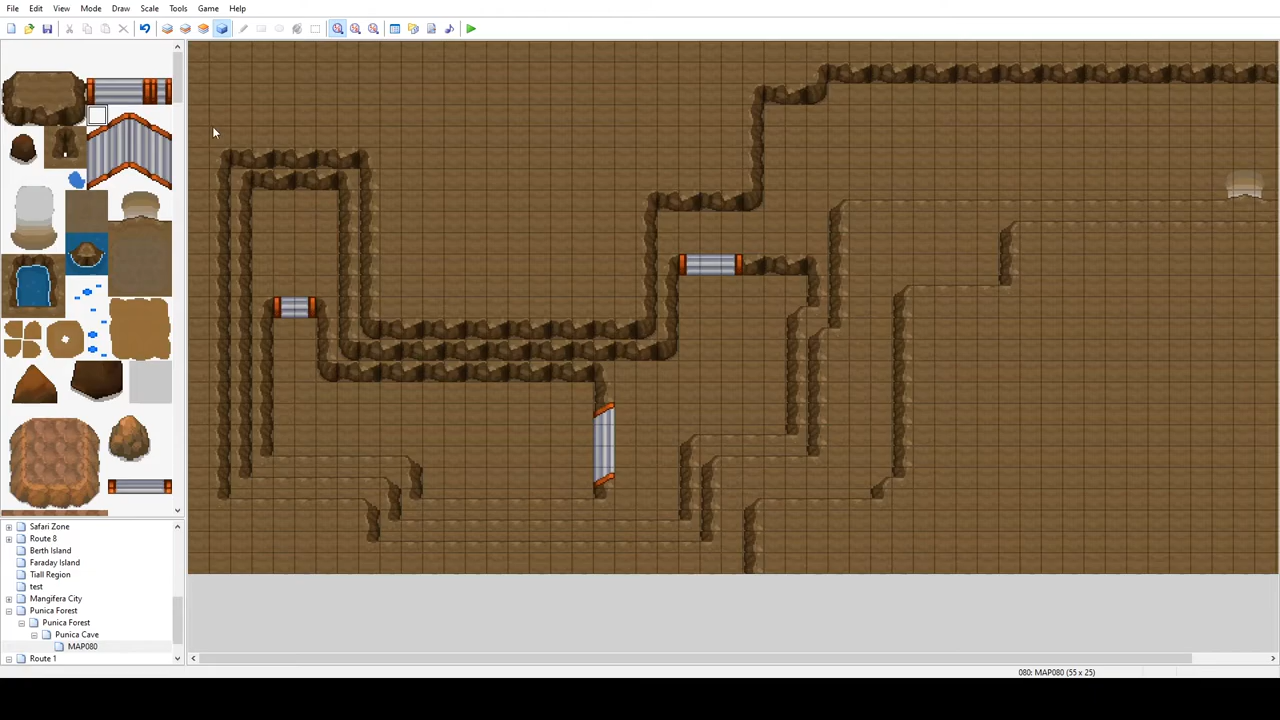 File Edit View Mode Draw Scale Tools Game Help
Safari Zone
Route 8
Berth Island
Faraday Island
Tiall Region
test
Mangifera City
Punica Forest
Punica Forest
Punica Cave
MAP080
Route 1
080: MAP080 (55 x 25)